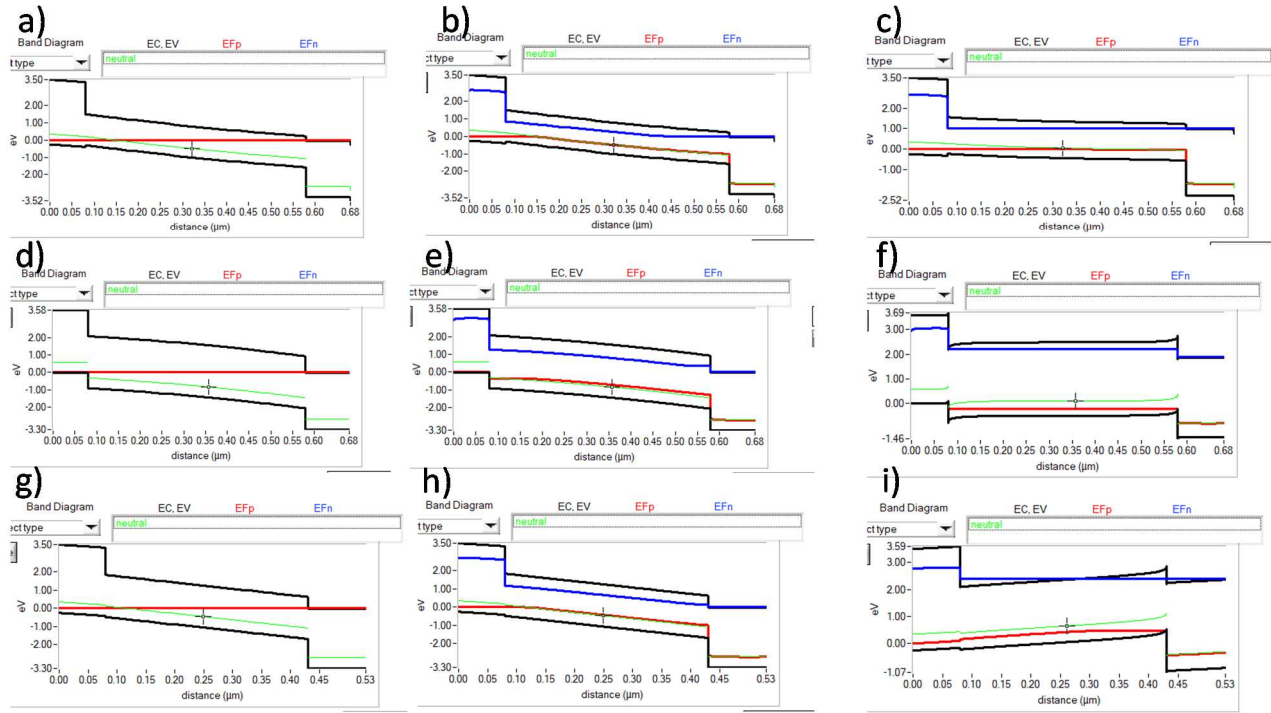 a)
Band Diagram EC, EV EFp EFn
t type neutral
eV
3.50
1.00
0.00
-1.00
-2.00
-3.52
0.00 0.05 0.10 0.15 0.20 0.25 0.30 0.35 0.40 0.45 0.50 0.55 0.60 0.68
distance (µm)
b)
Band Diagram EC, EV EFp EFn
t type neutral
eV
3.50
2.00
1.00
0.00
-1.00
-2.00
-3.52
0.00 0.05 0.10 0.15 0.20 0.25 0.30 0.35 0.40 0.45 0.50 0.55 0.60 0.68
distance (µm)
c)
Band Diagram EC, EV EFp EFn
t type neutral
eV
3.50
2.00
1.00
0.00
-1.00
-2.52
0.00 0.05 0.10 0.15 0.20 0.25 0.30 0.35 0.40 0.45 0.50 0.55 0.60 0.68
distance (µm)
d)
Band Diagram EC, EV EFp EFn
ct type neutral
eV
3.58
2.00
1.00
0.00
-1.00
-2.00
-3.30
0.00 0.05 0.10 0.15 0.20 0.25 0.30 0.35 0.40 0.45 0.50 0.55 0.60 0.68
distance (µm)
e)
Band Diagram EC, EV EFp EFn
ct type neutral
eV
3.58
2.00
1.00
0.00
-1.00
-2.00
-3.30
0.00 0.05 0.10 0.15 0.20 0.25 0.30 0.35 0.40 0.45 0.50 0.55 0.60 0.68
distance (µm)
f)
Band Diagram EC, EV EFp EFn
ct type neutral
eV
3.69
3.00
2.00
1.00
0.00
-1.46
0.00 0.05 0.10 0.15 0.20 0.25 0.30 0.35 0.40 0.45 0.50 0.55 0.60 0.68
distance (µm)
g)
Band Diagram EC, EV EFp EFn
ect type neutral
eV
3.50
2.00
1.00
0.00
-1.00
-2.00
-3.30
0.00 0.05 0.10 0.15 0.20 0.25 0.30 0.35 0.40 0.45 0.53
distance (µm)
h)
Band Diagram EC, EV EFp EFn
ct type neutral
eV
3.50
2.00
1.00
0.00
-1.00
-2.00
-3.30
0.00 0.05 0.10 0.15 0.20 0.25 0.30 0.35 0.40 0.45 0.53
distance (µm)
i)
Band Diagram EC, EV EFp EFn
ect type neutral
eV
3.59
3.00
2.00
1.00
0.00
-1.07
0.00 0.05 0.10 0.15 0.20 0.25 0.30 0.35 0.40 0.45 0.53
distance (µm)